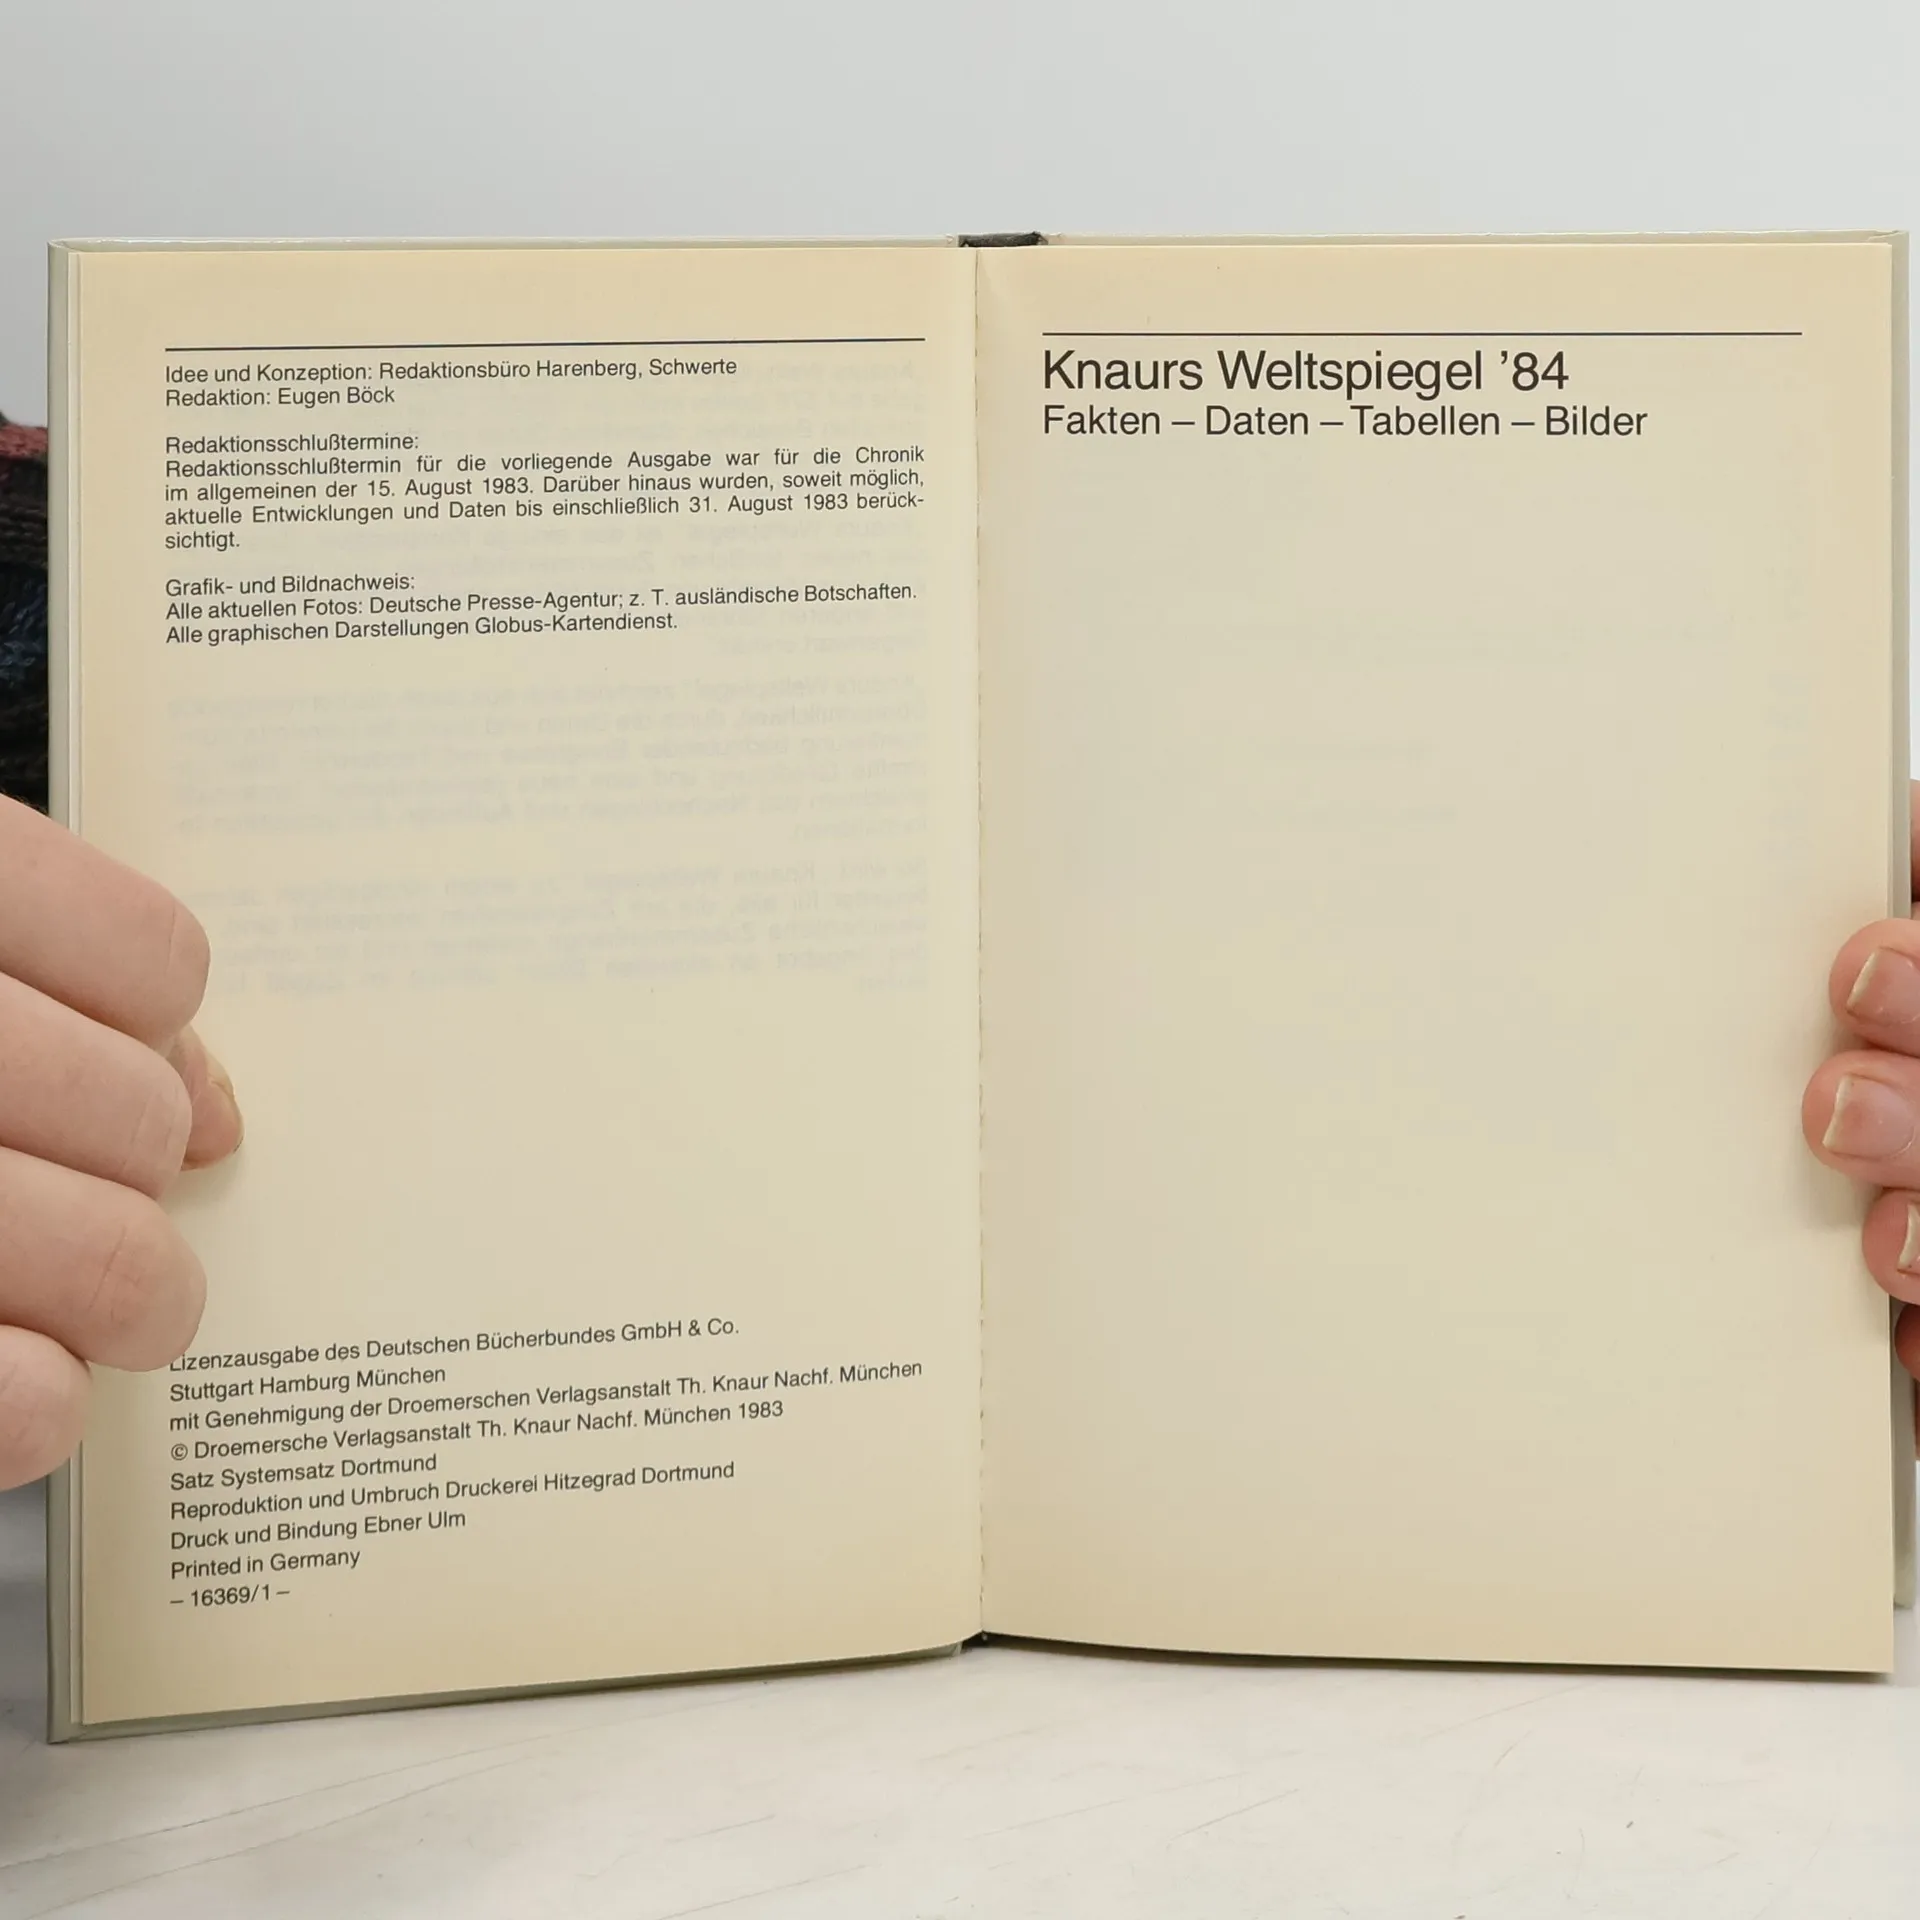 Idee und Konzeption: Redaktionsbüro Harenberg, Schwerte
Redaktion: Eugen Böck
Redaktionsschlußtermine:
Redaktionsschlußtermin für die vorliegende Ausgabe war für die Chronik
im allgemeinen der 15. August 1983. Darüber hinaus wurden, soweit möglich,
aktuelle Entwicklungen und Daten bis einschließlich 31. August 1983 berück-
sichtigt.
Grafik- und Bildnachweis:
Alle aktuellen Fotos: Deutsche Presse-Agentur; z. T. ausländische Botschaften.
Alle graphischen Darstellungen Globus-Kartendienst.
Lizenzausgabe des Deutschen Bücherbundes GmbH & Co.
Stuttgart Hamburg München
mit Genehmigung der Droemerschen Verlagsanstalt Th. Knaur Nachf. München
© Droemersche Verlagsanstalt Th. Knaur Nachf. München 1983
Satz Systemsatz Dortmund
Reproduktion und Umbruch Druckerei Hitzegrad Dortmund
Druck und Bindung Ebner Ulm
Printed in Germany
– 16369/1 –
Knaurs Weltspiegel ’84
Fakten – Daten – Tabellen – Bilder